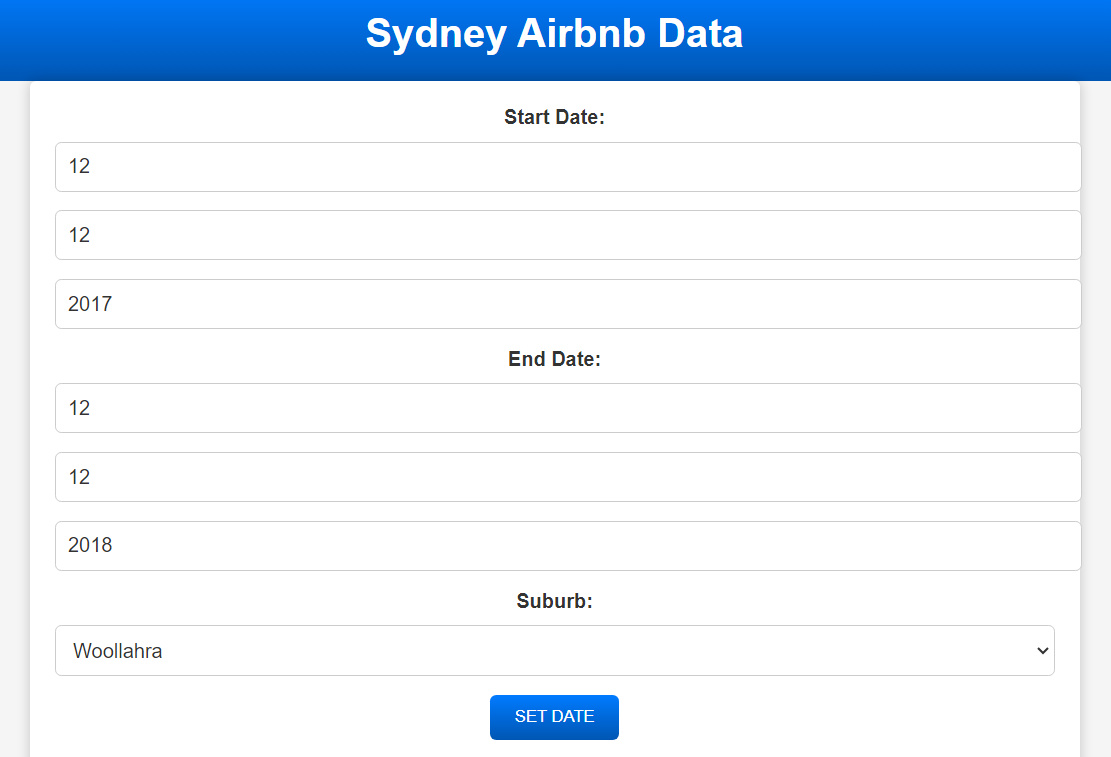 Sydney Airbnb Data
Start Date:
12
12
2017
End Date:
12
12
2018
Suburb:
Woollahra
SET DATE